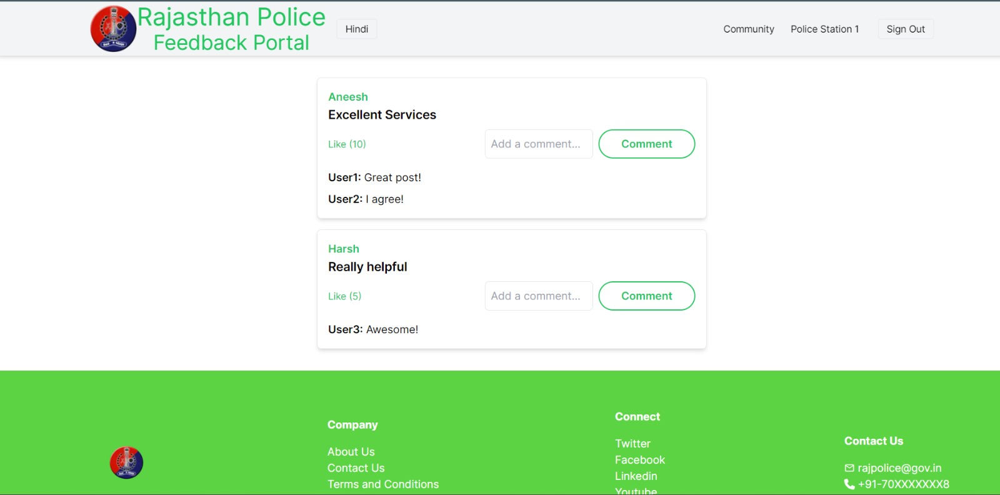 Rajasthan Police
Feedback Portal
Hindi
Community
Police Station 1
Sign Out
Aneesh
Excellent Services
Like (10)
Add a comment...
Comment
User1: Great post!
User2: I agree!
Harsh
Really helpful
Like (5)
Add a comment...
Comment
User3: Awesome!
Company
About Us
Contact Us
Terms and Conditions
Connect
Twitter
Facebook
Linkedin
Youtube
Contact Us
rajpolice@gov.in
+91-70XXXXXXX8